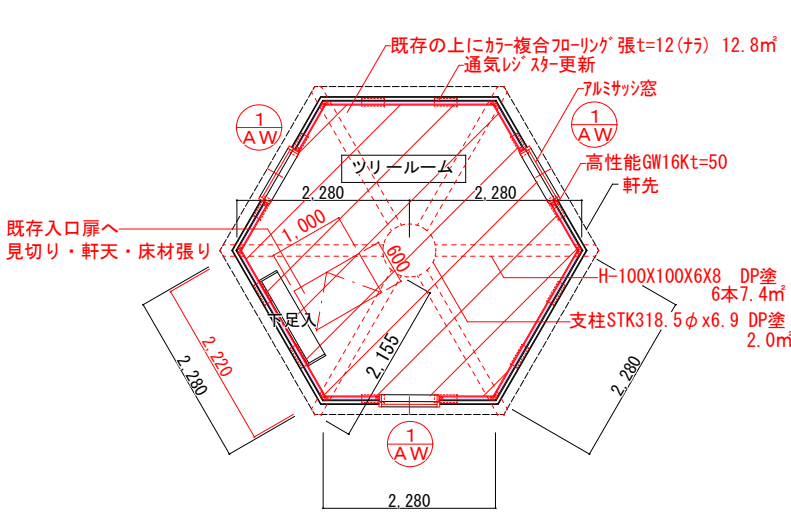 既存の上にカラー複合フローリング張t=12(ナラ) 12.8㎡
通気レジスター更新
アルミサッシ窓
1
AW
1
AW
高性能GW16Kt=50
軒先
ツリールーム
2,280
2,280
既存入口扉へ
見切り・軒天・床材張り
1,000
600
H-100X100X6X8 DP塗
6本7.4㎡
支柱STK318.5φx6.9 DP塗
2.0㎡
下足入
2,155
2,220
2,280
2,280
1
AW
2,280